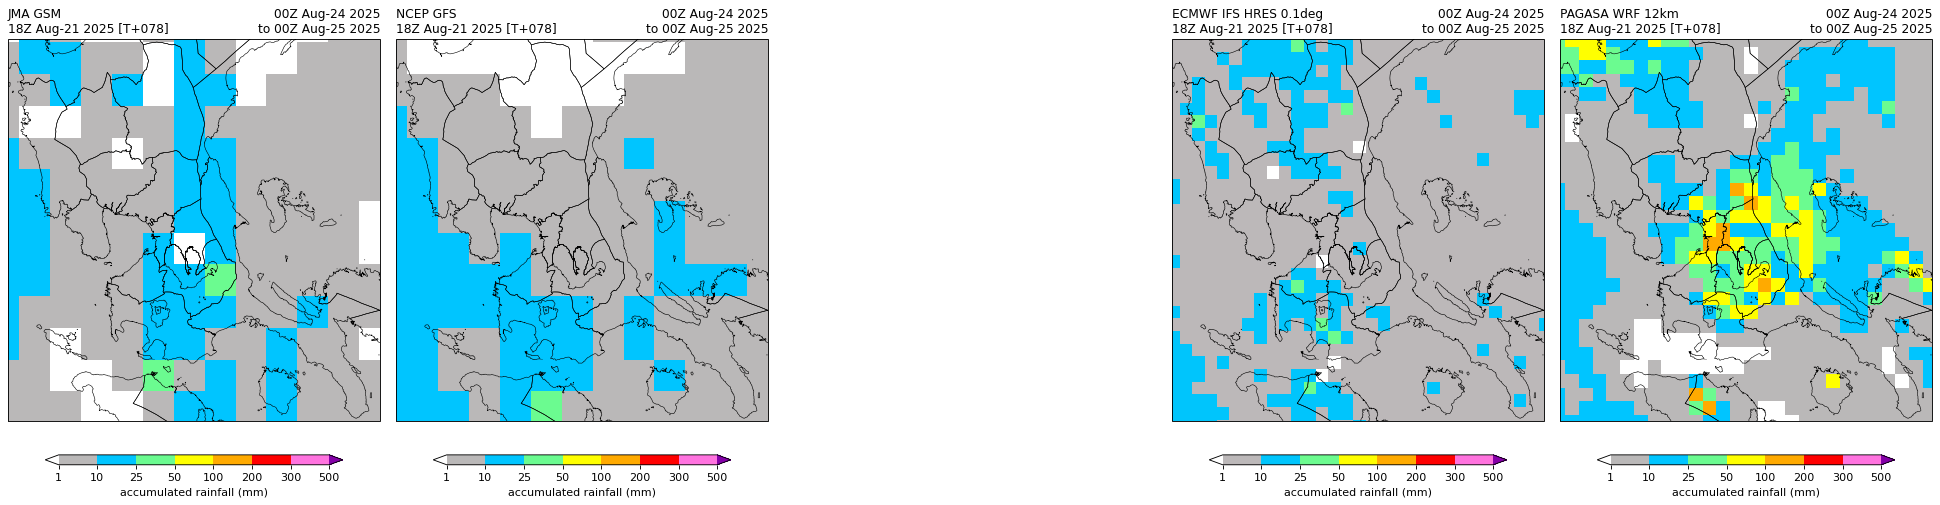 JMA GSM 00Z Aug-24 2025
18Z Aug-21 2025 [T+078] to 00Z Aug-25 2025
NCEP GFS 00Z Aug-24 2025
18Z Aug-21 2025 [T+078] to 00Z Aug-25 2025
ECMWF IFS HRES 0.1deg 00Z Aug-24 2025
18Z Aug-21 2025 [T+078] to 00Z Aug-25 2025
PAGASA WRF 12km 00Z Aug-24 2025
18Z Aug-21 2025 [T+078] to 00Z Aug-25 2025
1 10 25 50 100 200 300 500
accumulated rainfall (mm)
1 10 25 50 100 200 300 500
accumulated rainfall (mm)
1 10 25 50 100 200 300 500
accumulated rainfall (mm)
1 10 25 50 100 200 300 500
accumulated rainfall (mm)